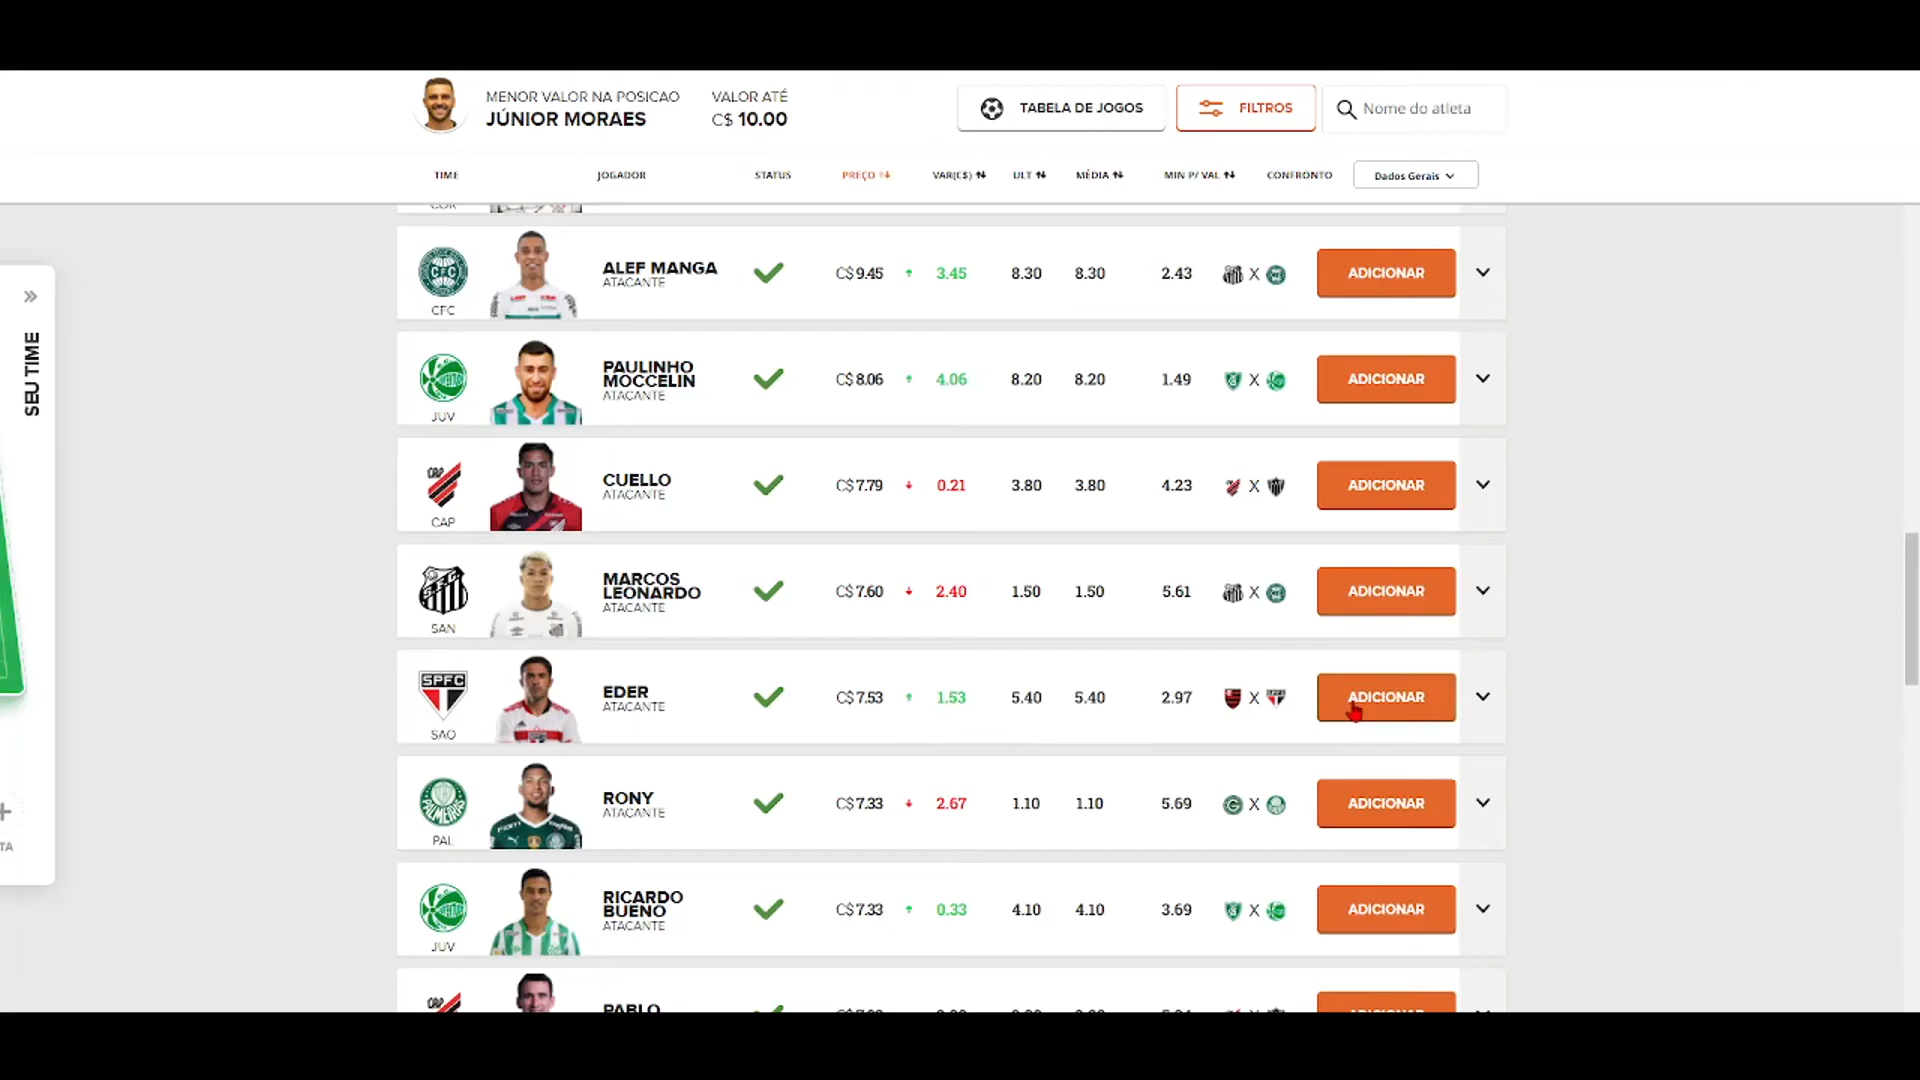 MENOR VALOR NA POSICAO
JÚNIOR MORAES
VALOR ATÉ
C$ 10.00
TABELA DE JOGOS
FILTROS
Nome do atleta
TIME JOGADOR STATUS PREÇO VAR(C$) ULT MÉDIA MIN P/ VAL CONFRONTO Dados Gerais
SEU TIME
TA
CFC
ALEF MANGA
ATACANTE
C$ 9.45 3.45 8.30 8.30 2.43 X ADICIONAR
JUV
PAULINHO
MOCCELIN
ATACANTE
C$ 8.06 4.06 8.20 8.20 1.49 X ADICIONAR
CAP
CUELLO
ATACANTE
C$ 7.79 0.21 3.80 3.80 4.23 X ADICIONAR
SAN
MARCOS
LEONARDO
ATACANTE
C$ 7.60 2.40 1.50 1.50 5.61 X ADICIONAR
SPFC
SAO
EDER
ATACANTE
C$ 7.53 1.53 5.40 5.40 2.97 X ADICIONAR
PAL
RONY
ATACANTE
C$ 7.33 2.67 1.10 1.10 5.69 X ADICIONAR
JUV
RICARDO
BUENO
ATACANTE
C$ 7.33 0.33 4.10 4.10 3.69 X ADICIONAR
PABLO